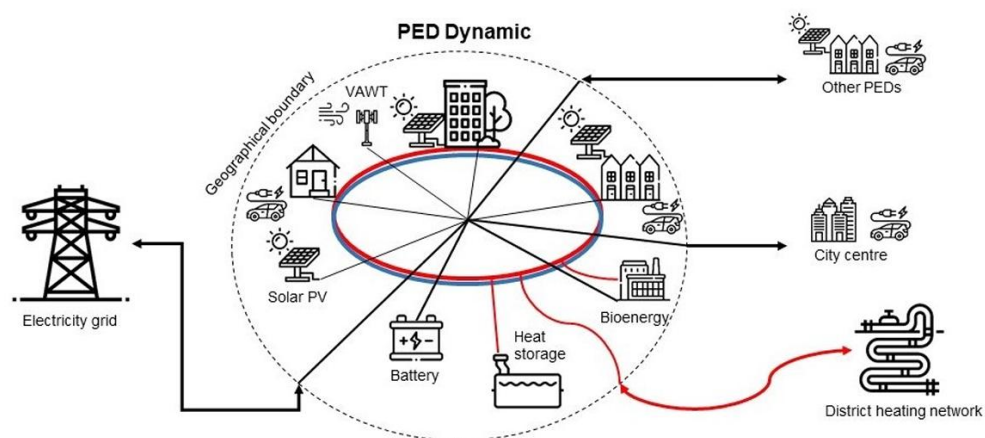 PED Dynamic
Geographical boundary
VAWT
Other PEDs
City centre
Electricity grid
Solar PV
Battery
Heat
storage
Bioenergy
District heating network